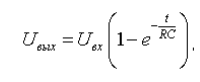 U_вых = U_вх (1 − e^{−t/RC}),